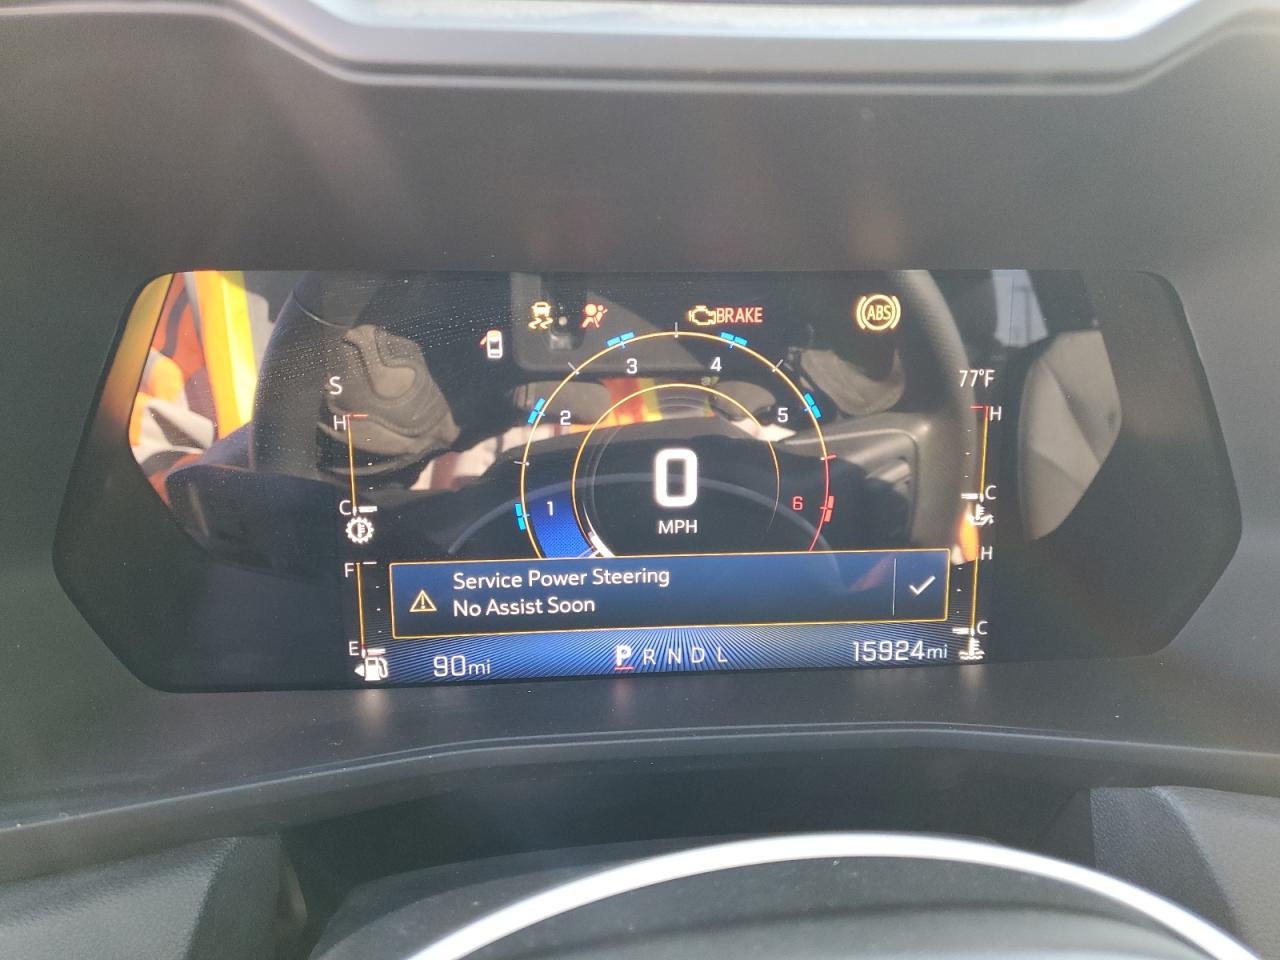 BRAKE
ABS
S
77°F
3 4
H H
2 5
C C
1 0 6
MPH
F H
Service Power Steering
No Assist Soon
E C
90mi PRNDL 15924mi